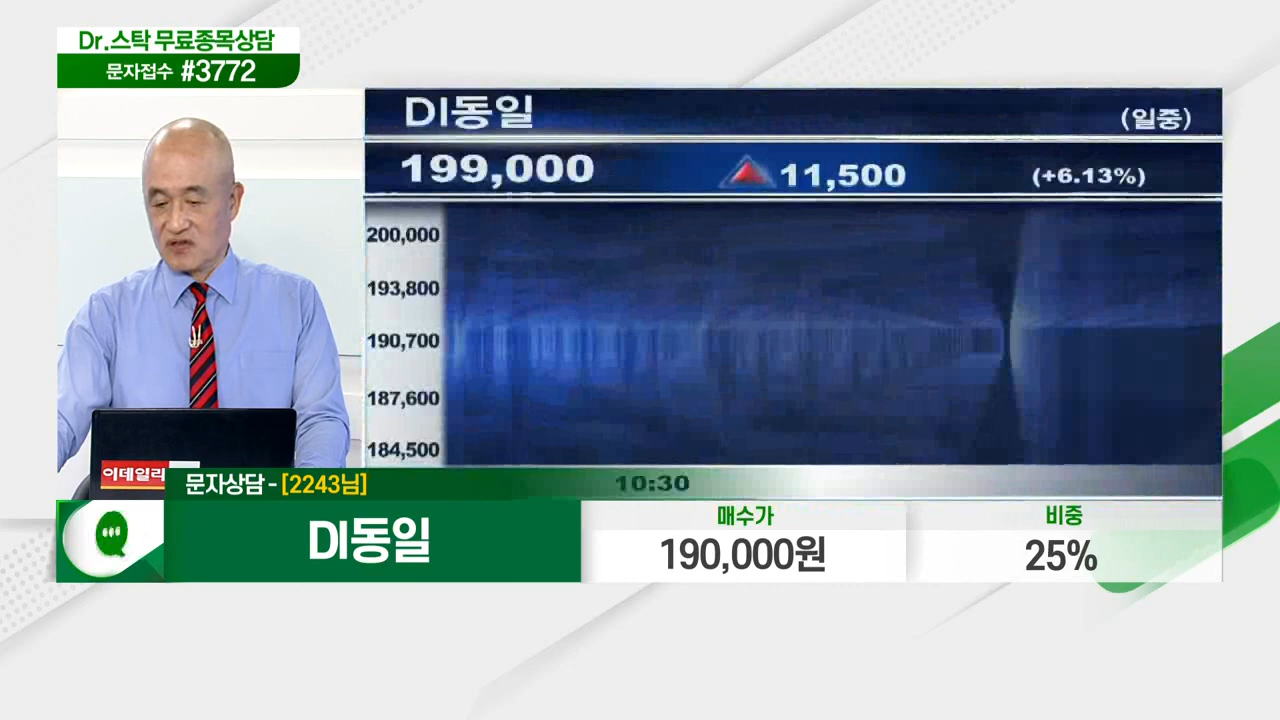 Dr.스탁 무료종목상담
문자접수 #3772
DI동일
(일중)
199,000
11,500
(+6.13%)
200,000
193,800
190,700
187,600
184,500
10:30
이데일리
문자상담 - [2243님]
DI동일
매수가
190,000원
비중
25%